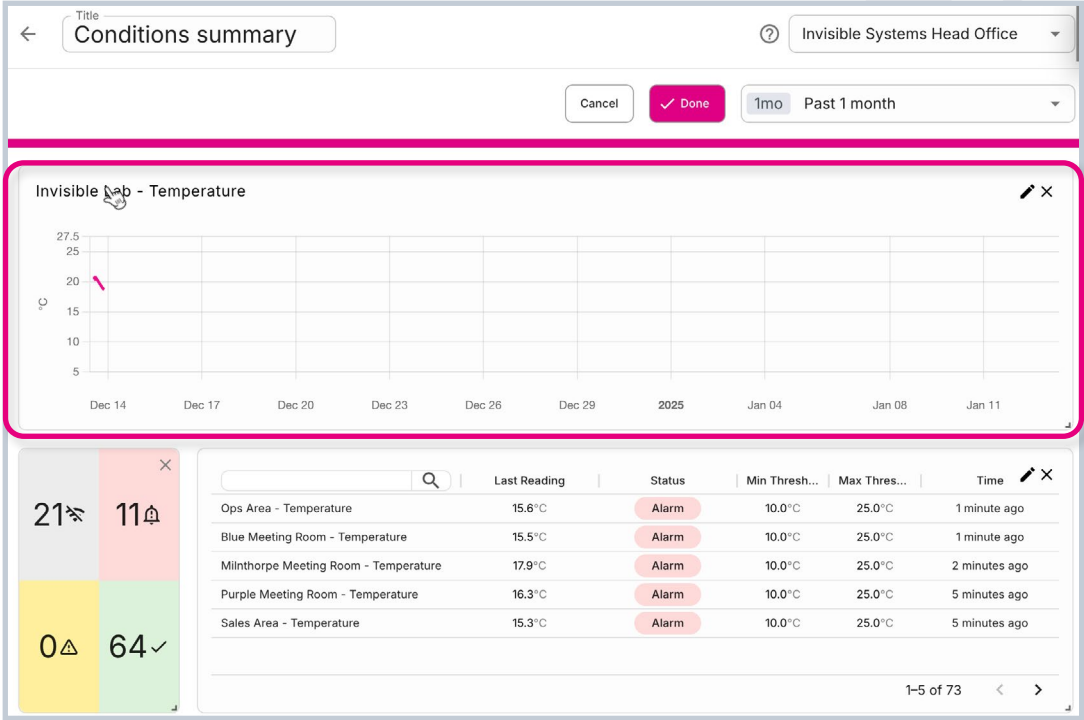 Title
Conditions summary
Invisible Systems Head Office
Cancel
Done
1mo Past 1 month
Invisible Lab - Temperature
27.5
25
20
°C
15
10
5
Dec 14 Dec 17 Dec 20 Dec 23 Dec 26 Dec 29 2025 Jan 04 Jan 08 Jan 11
21 11
0 64
Last Reading Status Min Thresh... Max Thres... Time
Ops Area - Temperature 15.6°C Alarm 10.0°C 25.0°C 1 minute ago
Blue Meeting Room - Temperature 15.5°C Alarm 10.0°C 25.0°C 1 minute ago
Milnthorpe Meeting Room - Temperature 17.9°C Alarm 10.0°C 25.0°C 2 minutes ago
Purple Meeting Room - Temperature 16.3°C Alarm 10.0°C 25.0°C 5 minutes ago
Sales Area - Temperature 15.3°C Alarm 10.0°C 25.0°C 5 minutes ago
1–5 of 73